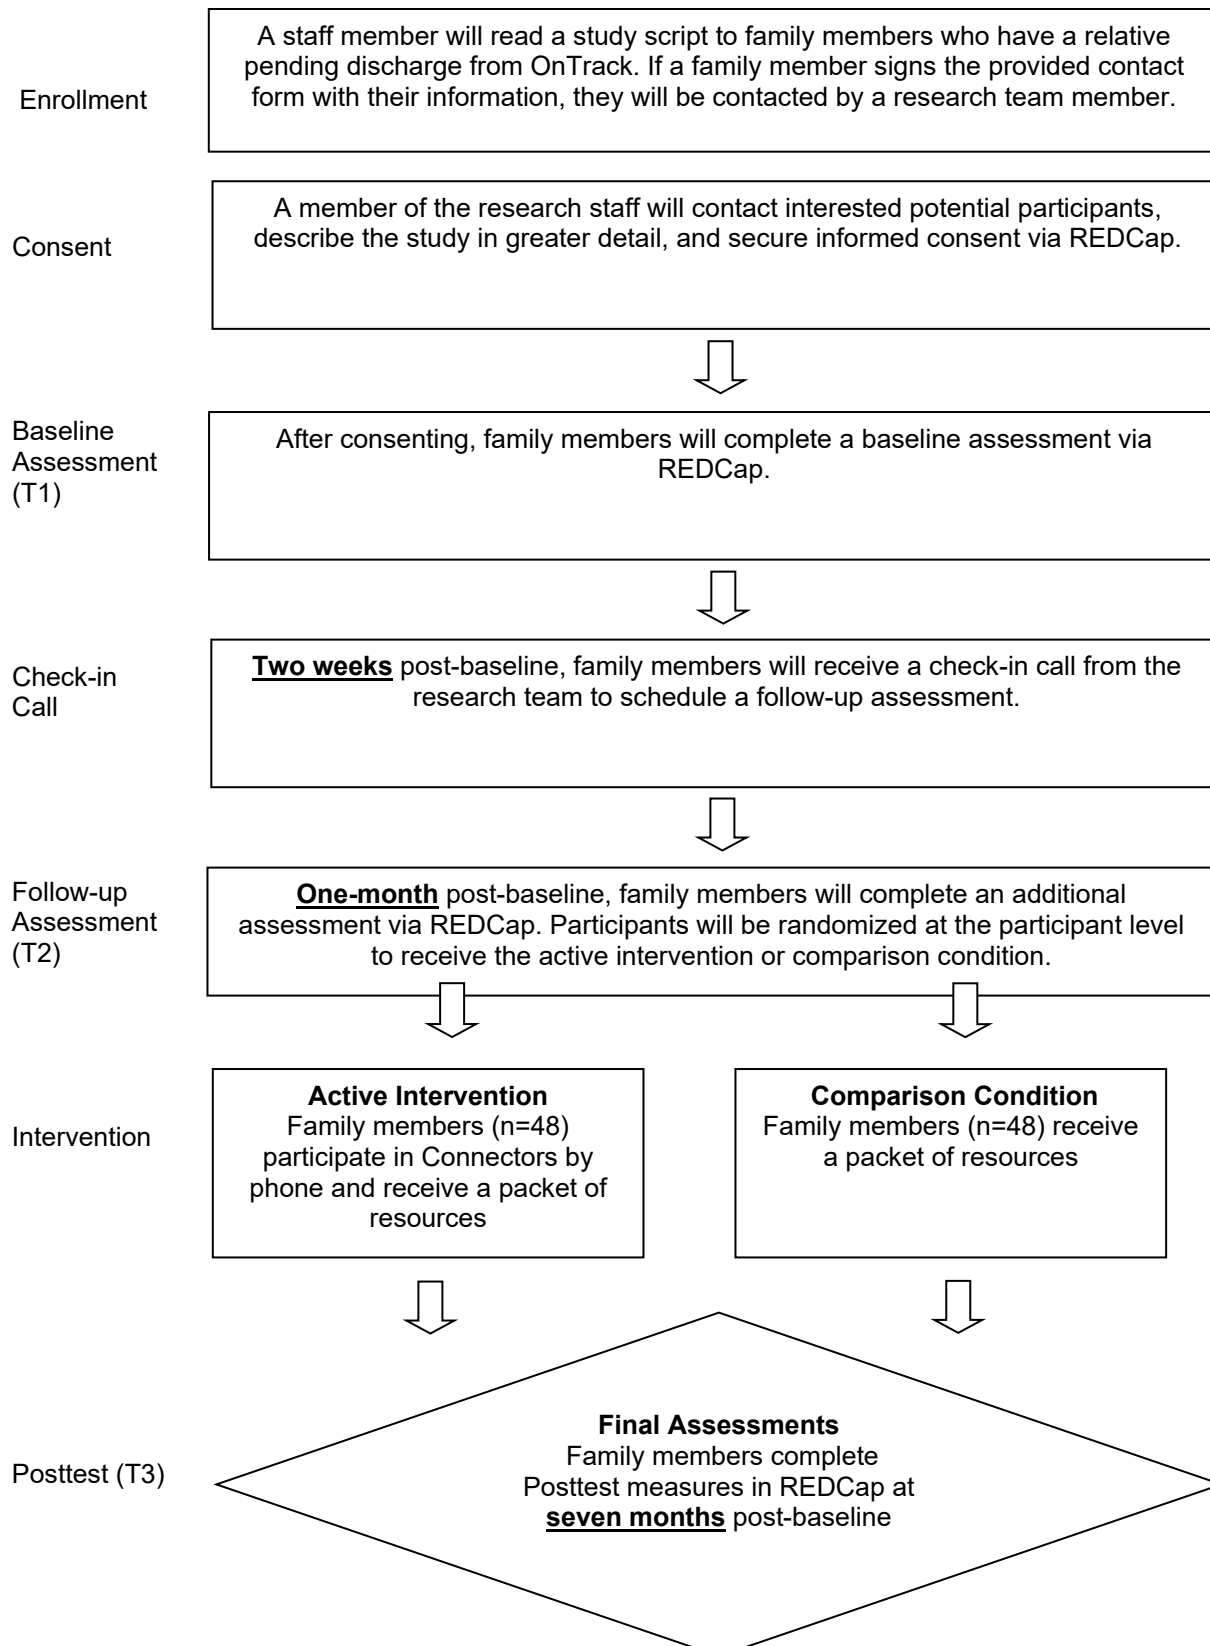 Enrollment
A staff member will read a study script to family members who have a relative
pending discharge from OnTrack. If a family member signs the provided contact
form with their information, they will be contacted by a research team member.
Consent
A member of the research staff will contact interested potential participants,
describe the study in greater detail, and secure informed consent via REDCap.
Baseline
Assessment
(T1)
After consenting, family members will complete a baseline assessment via
REDCap.
Check-in
Call
Two weeks post-baseline, family members will receive a check-in call from the
research team to schedule a follow-up assessment.
Follow-up
Assessment
(T2)
One-month post-baseline, family members will complete an additional
assessment via REDCap. Participants will be randomized at the participant level
to receive the active intervention or comparison condition.
Intervention
Active Intervention
Family members (n=48)
participate in Connectors by
phone and receive a packet of
resources
Comparison Condition
Family members (n=48) receive
a packet of resources
Posttest (T3)
Final Assessments
Family members complete
Posttest measures in REDCap at
seven months post-baseline